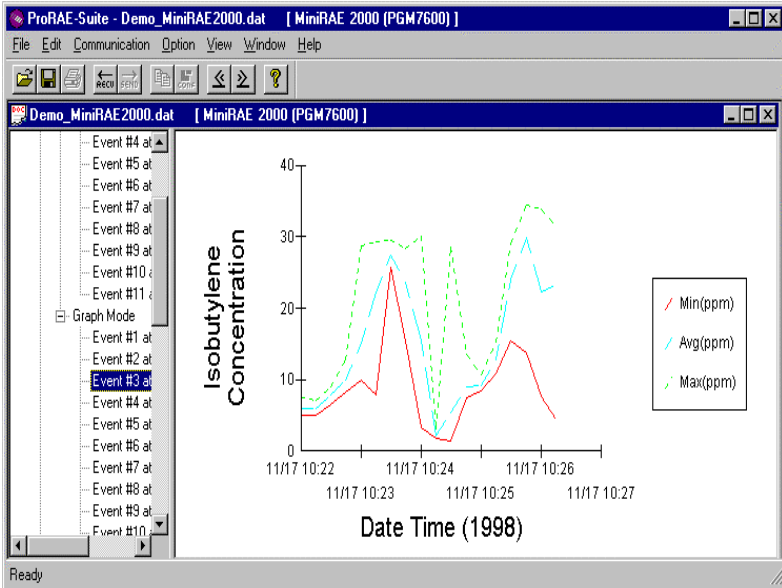 ProRAE-Suite - Demo_MiniRAE2000.dat [ MiniRAE 2000 (PGM7600) ]
File Edit Communication Option View Window Help
RECV SEND CONF
Demo_MiniRAE2000.dat [ MiniRAE 2000 (PGM7600) ]
Event #4 at
Event #5 at
Event #6 at
Event #7 at
Event #8 at
Event #9 at
Event #10
Event #11
Graph Mode
Event #1 at
Event #2 at
Event #3 at
Event #4 at
Event #5 at
Event #6 at
Event #7 at
Event #8 at
Event #9 at
Event #10
Isobutylene
Concentration
40
30
20
10
0
11/17 10:22
11/17 10:23
11/17 10:24
11/17 10:25
11/17 10:26
11/17 10:27
Date Time (1998)
Min(ppm)
Avg(ppm)
Max(ppm)
Ready